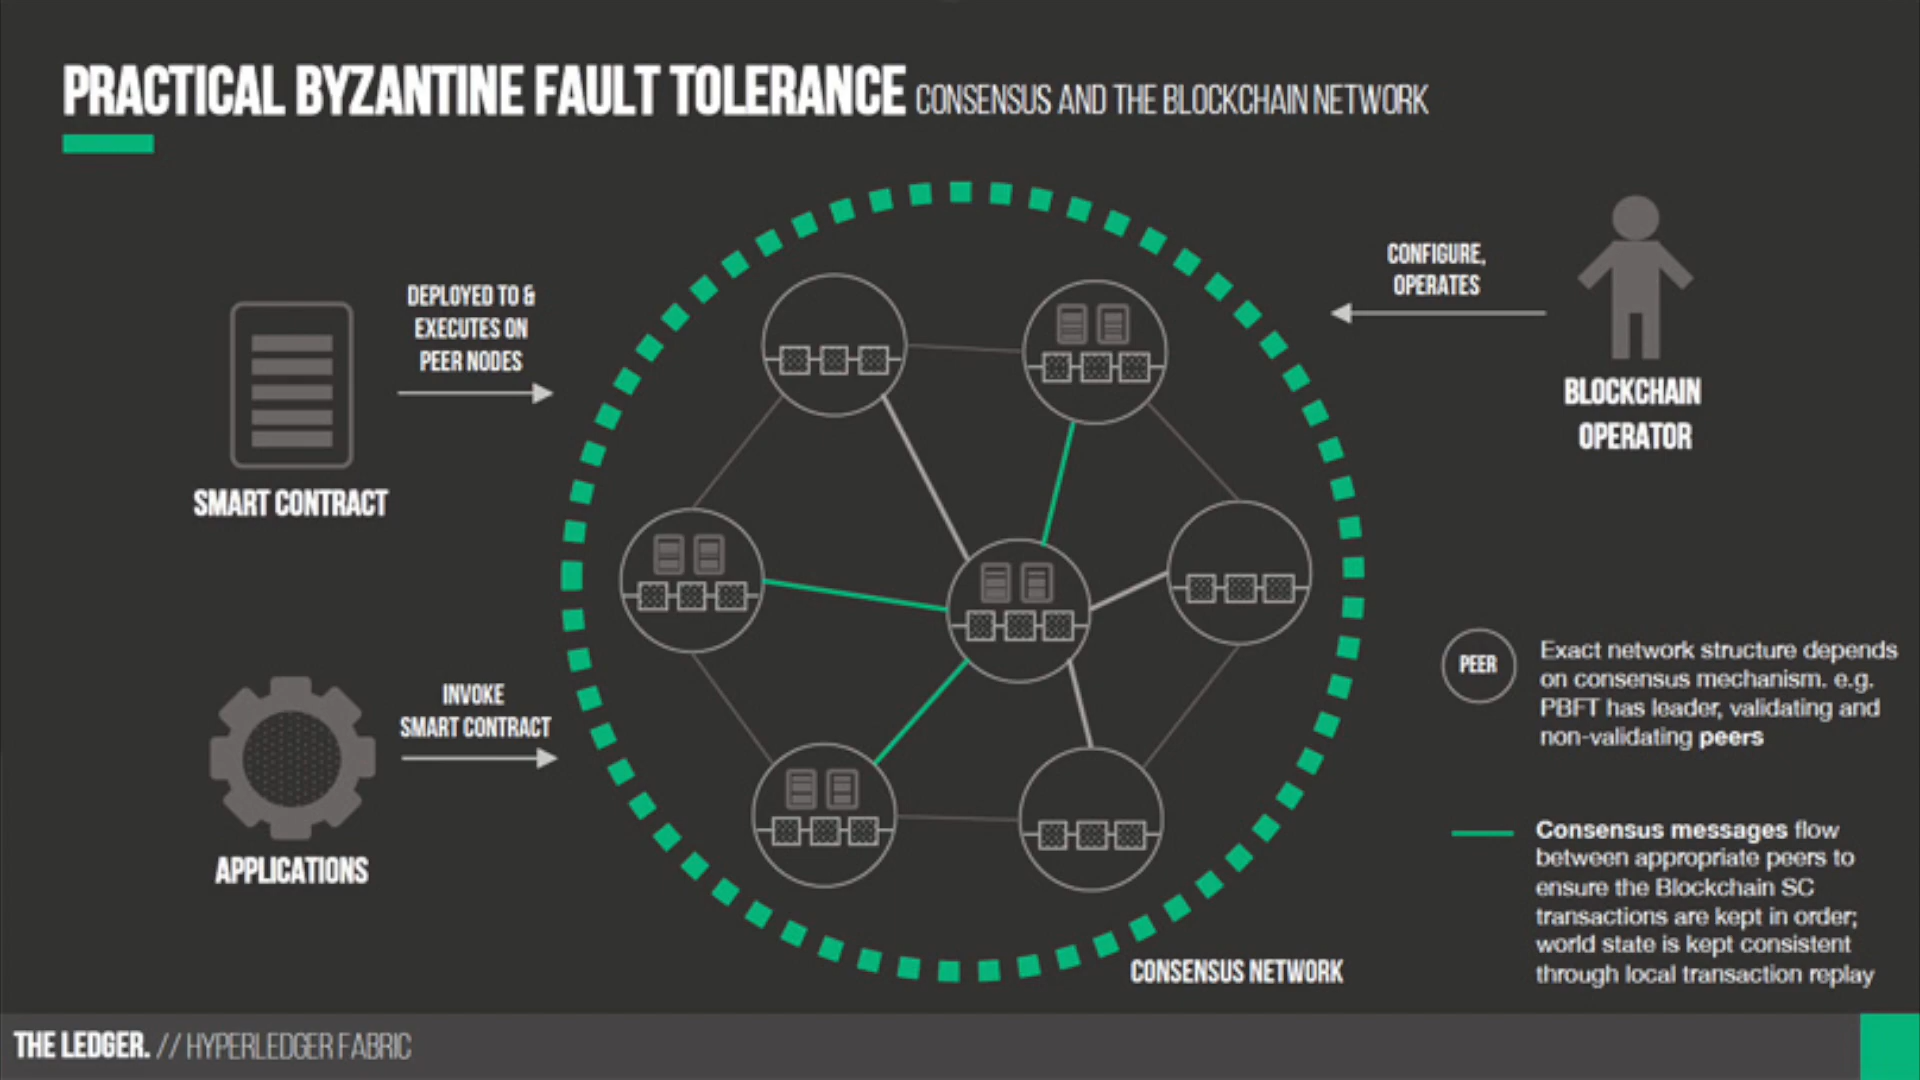 PRACTICAL BYZANTINE FAULT TOLERANCE CONSENSUS AND THE BLOCKCHAIN NETWORK
DEPLOYED TO &
EXECUTES ON
PEER NODES
SMART CONTRACT
INVOKE
SMART CONTRACT
APPLICATIONS
CONFIGURE,
OPERATES
BLOCKCHAIN
OPERATOR
PEER
Exact network structure depends
on consensus mechanism. e.g.
PBFT has leader, validating and
non-validating peers
Consensus messages flow
between appropriate peers to
ensure the Blockchain SC
transactions are kept in order;
world state is kept consistent
through local transaction replay
CONSENSUS NETWORK
THE LEDGER. // HYPERLEDGER FABRIC